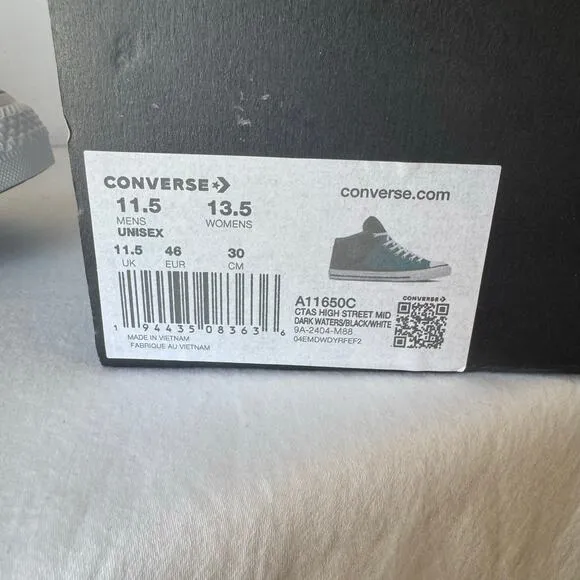 CONVERSE
converse.com
11.5 13.5
MENS WOMENS
UNISEX
11.5 46 30
UK EUR CM
A11650C
CTAS HIGH STREET MID
DARK WATERS/BLACK/WHITE
9A-2404-M88
04EMDWDYRFEF2
CONVERSE
1 94435 08363 6
MADE IN VIETNAM
FABRIQUE AU VIETNAM